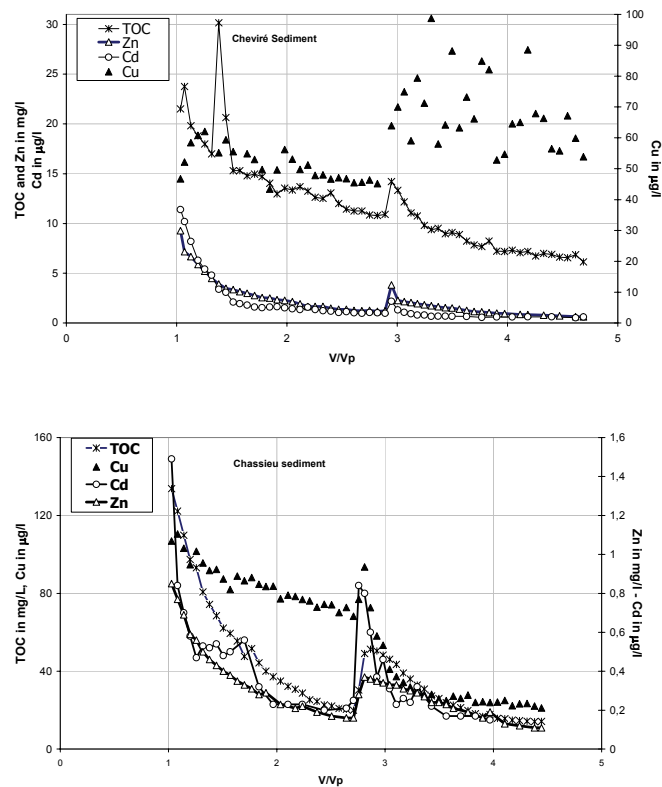 TOC
Zn
Cd
Cu
Cheviré Sediment
TOC and Zn in mg/l
Cd in µg/l
Cu in µg/l
30
25
20
15
10
5
0
100
90
80
70
60
50
40
30
20
10
0
0 1 2 3 4 5
V/Vp
TOC
Cu
Cd
Zn
Chassieu sediment
TOC in mg/L, Cu in µg/l
Zn in mg/l - Cd in µg/l
160
120
80
40
0
1,6
1,4
1,2
1
0,8
0,6
0,4
0,2
0
0 1 2 3 4 5
V/Vp